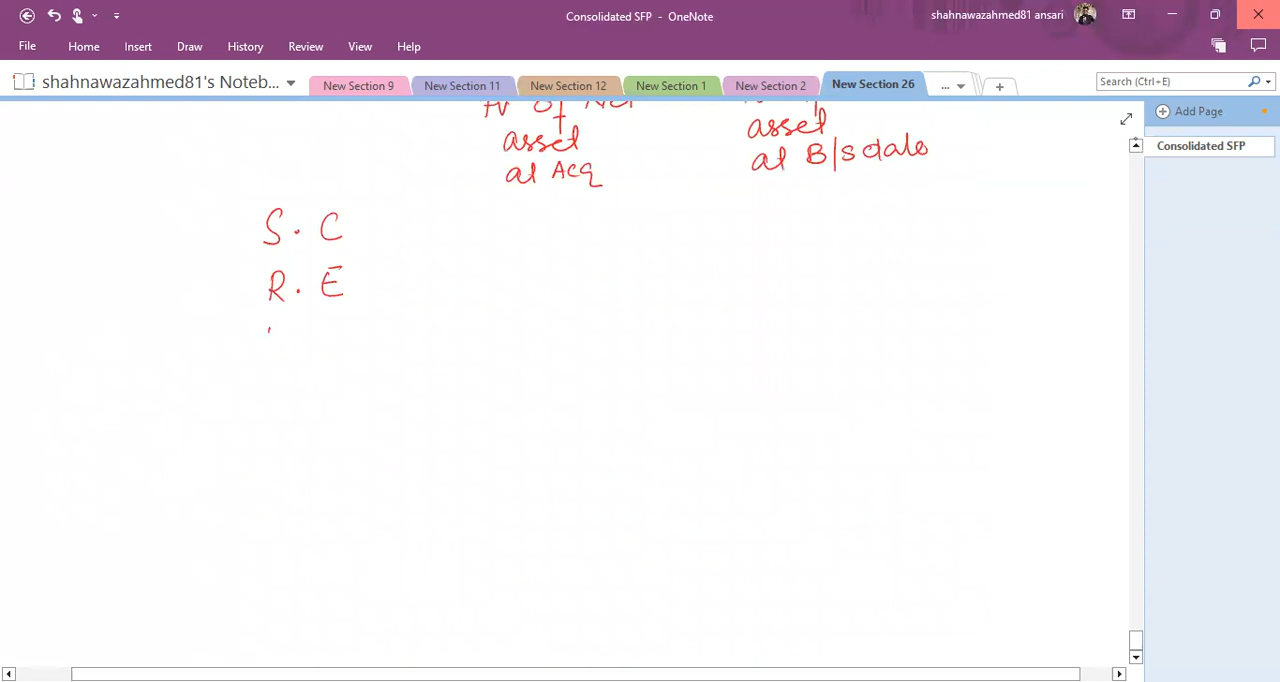 Consolidated SFP - OneNote
shahnawazahmed81 ansari
File Home Insert Draw History Review View Help
shahnawazahmed81's Noteb... New Section 9 New Section 11 New Section 12 New Section 1 New Section 2 New Section 26 ... + Search (Ctrl+E)
Add Page
Consolidated SFP
of
asset asset
at Acq at B/S date
S. C
R. E